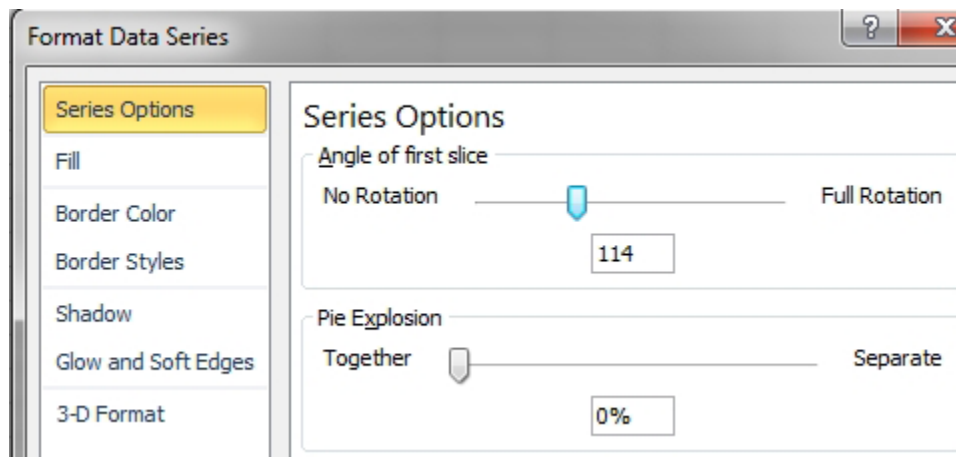 Format Data Series
Series Options
Fill
Border Color
Border Styles
Shadow
Glow and Soft Edges
3-D Format
Series Options
Angle of first slice
No Rotation
Full Rotation
114
Pie Explosion
Together
Separate
0%